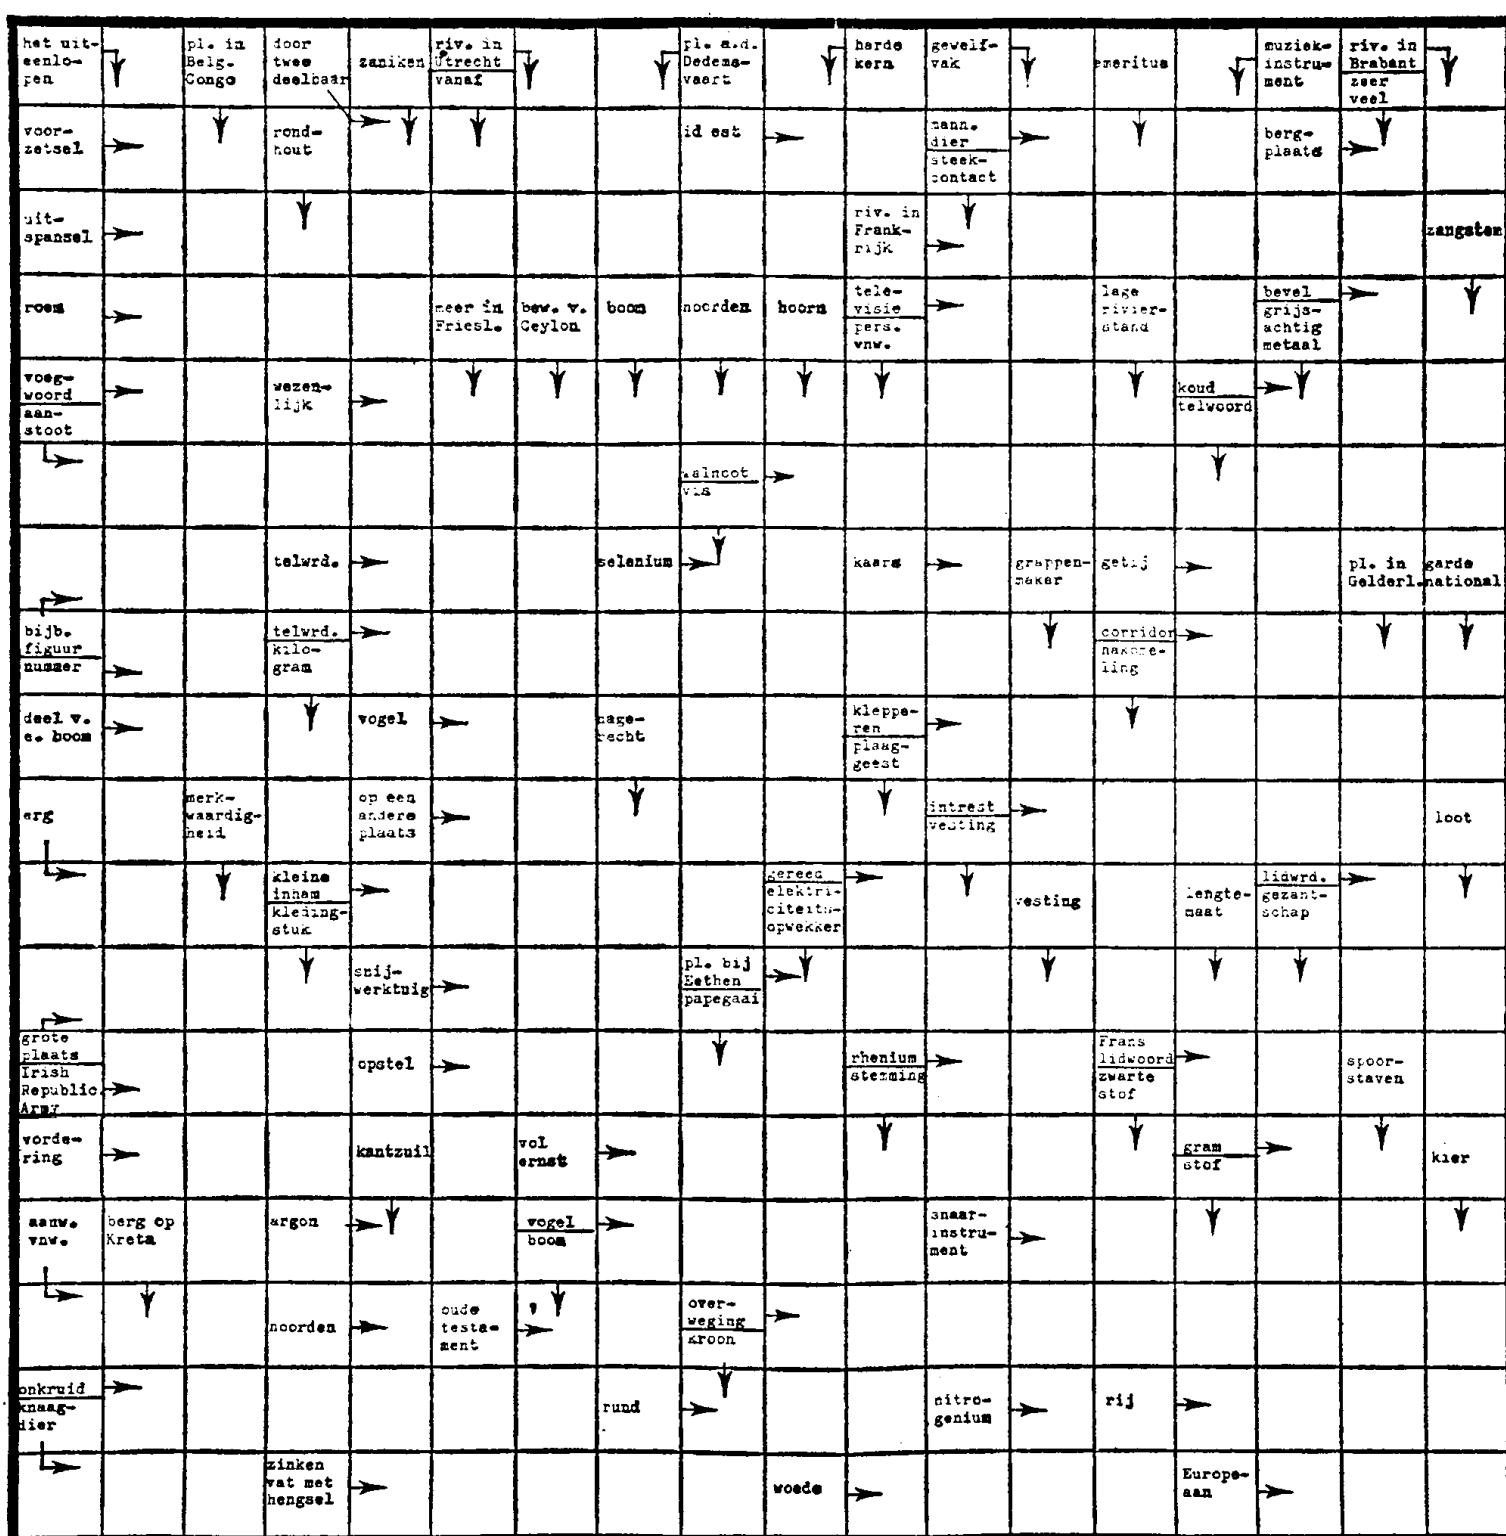 het uit-
eenlo-
pen
pl. in
Belg.
Congo
door
twee
deelbaar
zaniken
riv. in
Utrecht
vanaf
pl. a.d.
Dedems-
vaart
harde
kern
gewelf-
vak
emeritus
muziek-
instru-
ment
riv. in
Brabant
zeer
veel
voor-
zetsel
rond-
hout
id est
mann.
dier
steek-
contact
berg-
plaats
uit-
spansel
riv. in
Frank-
rijk
zangstem
roem
meer in
Friesl.
bew. v.
Ceylon
boom
noorden
hoorn
tele-
visie
pers.
vnw.
lage
rivier-
stand
bevel
grijs-
achtig
metaal
voeg-
woord
aan-
stoot
wezen-
lijk
koud
telwoord
walnoot
vis
telwrd.
selenium
kaars
grappen-
maker
getij
pl. in
Gelderl.
garde
national
bijb.
figuur
nummer
telwrd.
kilo-
gram
corridor
nakome-
ling
deel v.
e. boom
vogel
nage-
recht
kleppe-
ren
plaag-
geest
erg
merk-
waardig-
heid
op een
andere
plaats
intrest
vesting
loot
kleine
inham
kleding-
stuk
gereed
elektri-
citeits-
opwekker
vesting
lengte-
maat
lidwrd.
gezant-
schap
snij-
werktuig
pl. bij
Eethen
papegaai
grote
plaats
Irish
Republic.
Army
opstel
rhenium
stemming
Frans
lidwoord
zwarte
stof
spoor-
staven
vorde-
ring
kantzuil
vol
ernst
gram
stof
kier
aanw.
vnw.
berg op
Kreta
argon
vogel
boom
snaar-
instru-
ment
noorden
oude
testa-
ment
over-
weging
kroon
onkruid
knaag-
dier
rund
nitro-
genium
rij
zinken
vat met
hengsel
woede
Europe-
aan